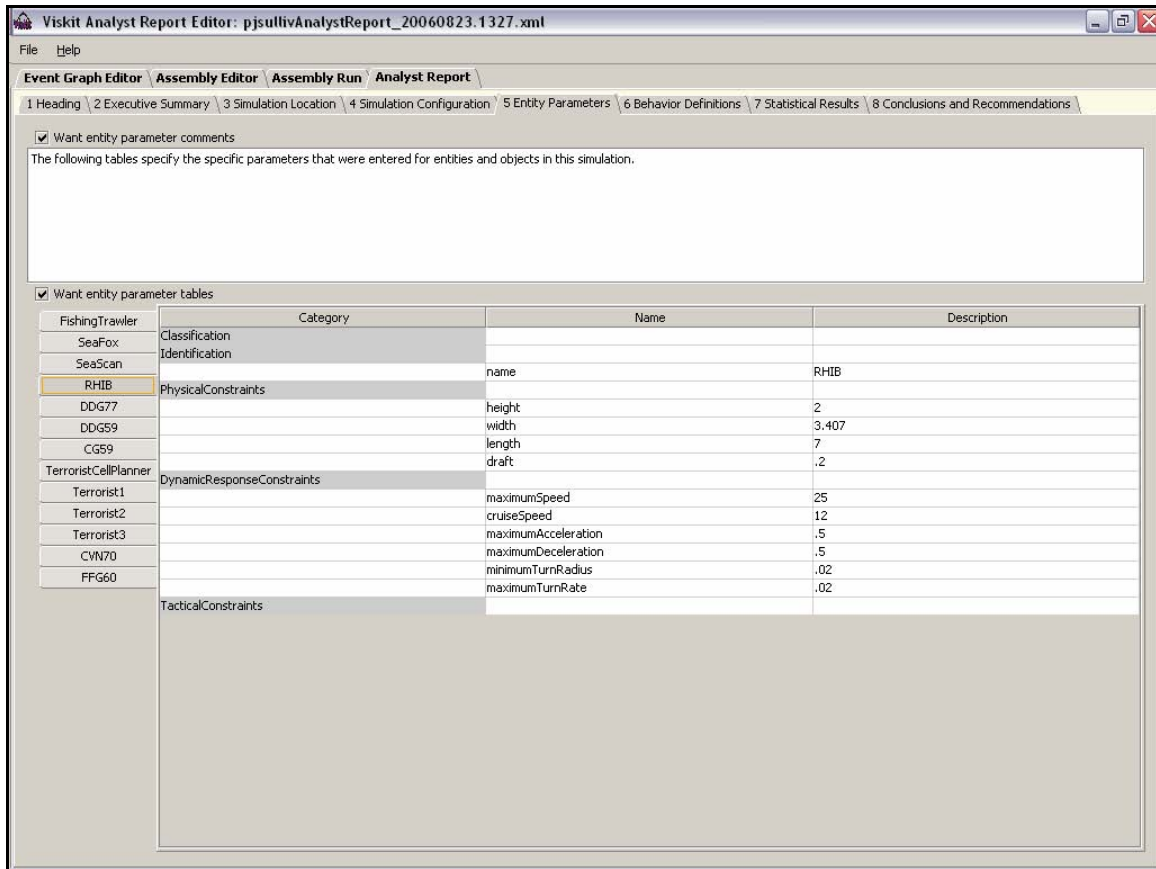 Viskit Analyst Report Editor: pjsullivAnalystReport_20060823.1327.xml
File Help
Event Graph Editor Assembly Editor Assembly Run Analyst Report
1 Heading 2 Executive Summary 3 Simulation Location 4 Simulation Configuration 5 Entity Parameters 6 Behavior Definitions 7 Statistical Results 8 Conclusions and Recommendations
Want entity parameter comments
The following tables specify the specific parameters that were entered for entities and objects in this simulation.
Want entity parameter tables
FishingTrawler
SeaFox
SeaScan
RHIB
DDG77
DDG59
CG59
TerroristCellPlanner
Terrorist1
Terrorist2
Terrorist3
CVN70
FFG60
Category Name Description
Classification
Identification
name RHIB
PhysicalConstraints
height 2
width 3.407
length 7
draft .2
DynamicResponseConstraints
maximumSpeed 25
cruiseSpeed 12
maximumAcceleration .5
maximumDeceleration .5
minimumTurnRadius .02
maximumTurnRate .02
TacticalConstraints